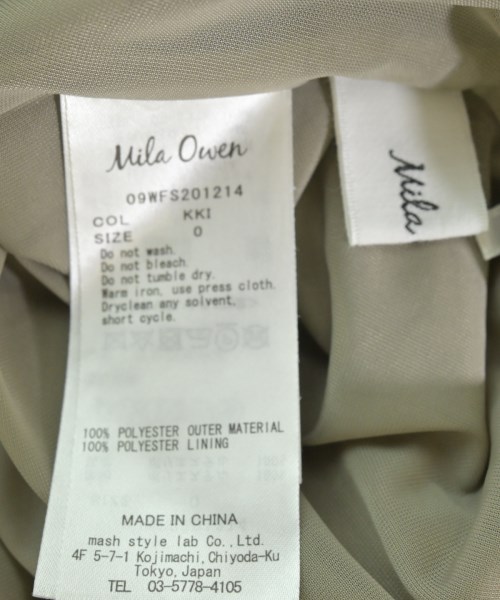 Mila Owen
09WFS201214
COL KKI
SIZE 0
Do not wash.
Do not bleach.
Do not tumble dry.
Warm iron, use press cloth.
Dryclean any solvent,
short cycle.
100% POLYESTER OUTER MATERIAL
100% POLYESTER LINING
MADE IN CHINA
mash style lab Co., Ltd.
4F 5-7-1 Kojimachi, Chiyoda-Ku
Tokyo, Japan
TEL 03-5778-4105
Mila